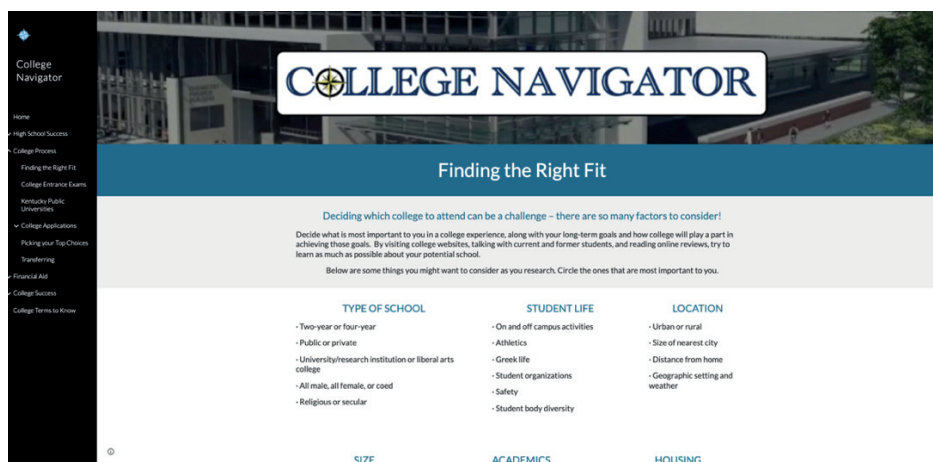 College
Navigator
Home
High School Success
College Process
Finding the Right Fit
College Entrance Exams
Kentucky Public
Universities
College Applications
Picking your Top Choices
Transferring
Financial Aid
College Success
College Terms to Know
COLLEGE NAVIGATOR
Finding the Right Fit
Deciding which college to attend can be a challenge – there are so many factors to consider!
Decide what is most important to you in a college experience, along with your long-term goals and how college will play a part in
achieving those goals. By visiting college websites, talking with current and former students, and reading online reviews, try to
learn as much as possible about your potential school.
Below are some things you might want to consider as you research. Circle the ones that are most important to you.
TYPE OF SCHOOL
· Two-year or four-year
· Public or private
· University/research institution or liberal arts
college
· All male, all female, or coed
· Religious or secular
STUDENT LIFE
· On and off campus activities
· Athletics
· Greek life
· Student organizations
· Safety
· Student body diversity
LOCATION
· Urban or rural
· Size of nearest city
· Distance from home
· Geographic setting and
weather
SIZE
ACADEMICS
HOUSING